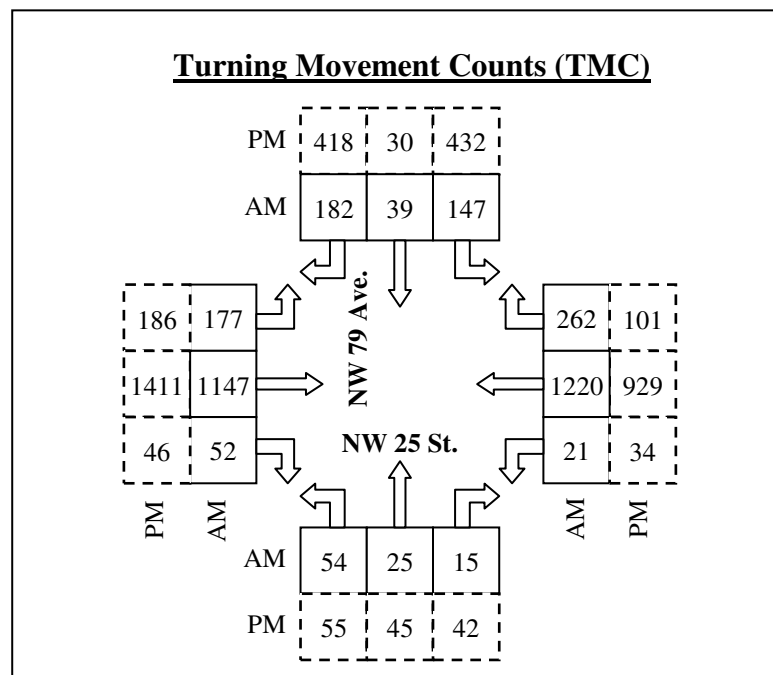 Turning Movement Counts (TMC)
PM 418 30 432
AM 182 39 147
186 177 262 101
1411 1147 NW 79 Ave. 1220 929
46 52 NW 25 St. 21 34
PM AM AM PM
AM 54 25 15
PM 55 45 42